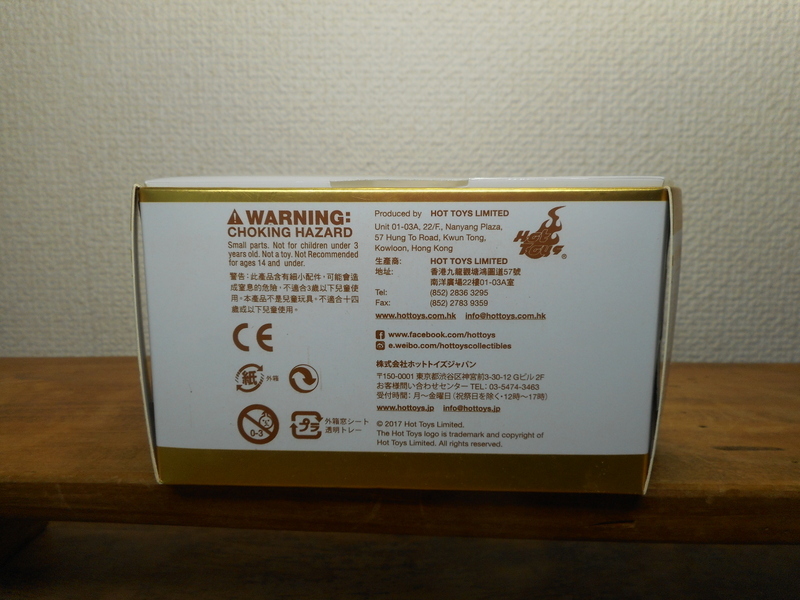 WARNING:
CHOKING HAZARD
Small parts. Not for children under 3
years old. Not a toy. Not Recommended
for ages 14 and under.
警告：此產品含有細小配件，可能會造
成窒息的危險，不適合3歲以下兒童使
用。本產品不是兒童玩具。不適合十四
歲或以下兒童使用。
CE
紙 外箱
0-3
プラ 外箱窓シート
透明トレー
Produced by HOT TOYS LIMITED
Unit 01-03A, 22/F., Nanyang Plaza,
57 Hung To Road, Kwun Tong,
Kowloon, Hong Kong
生產商： HOT TOYS LIMITED
地址： 香港九龍觀塘鴻圖道57號
南洋廣場22樓01-03A室
Tel: (852) 2836 3295
Fax: (852) 2783 9359
www.hottoys.com.hk info@hottoys.com.hk
www.facebook.com/hottoys
e.weibo.com/hottoyscollectibles
株式会社ホットトイズジャパン
〒150-0001 東京都渋谷区神宮前3-30-12 Gビル 2F
お客様問い合わせセンター TEL: 03-5474-3463
受付時間：月〜金曜日（祝祭日を除く・12時〜17時）
www.hottoys.jp info@hottoys.jp
© 2017 Hot Toys Limited.
The Hot Toys logo is trademark and copyright of
Hot Toys Limited. All rights reserved.
HOT
TOYS®